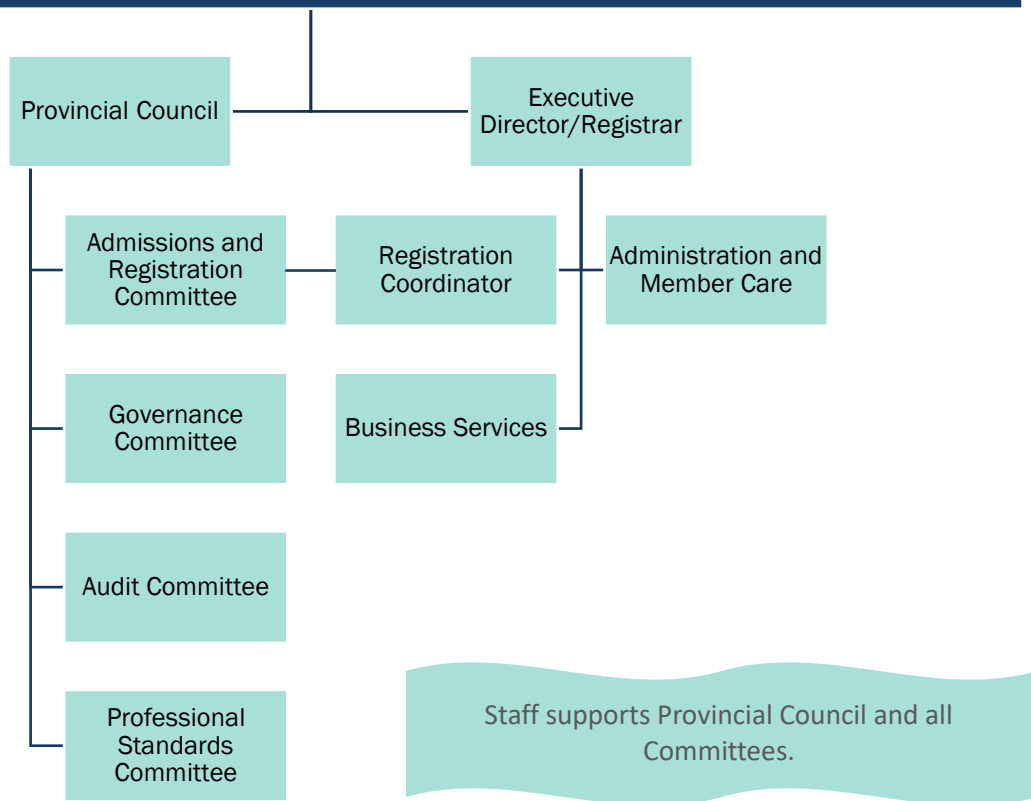 Provincial Council
Executive
Director/Registrar
Admissions and
Registration
Committee
Registration
Coordinator
Administration and
Member Care
Governance
Committee
Business Services
Audit Committee
Professional
Standards
Committee
Staff supports Provincial Council and all
Committees.